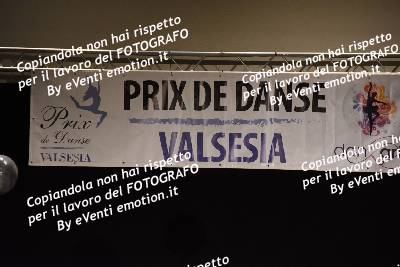 Copiandola non hai rispetto
per il lavoro del FOTOGRAFO
By eVenti emotion.it
Copiandola non hai rispetto
per il lavoro del FOTOGRAFO
By eVenti emotion.it
PRIX DE DANSE
VALSESIA
Prix
de Danse
VALSESIA
Copiandola non hai rispetto
per il lavoro del FOTOGRAFO
By eVenti emotion.it
Copiandola non hai
per il lavoro del FOTO
By eVenti emotion.it
rispetto